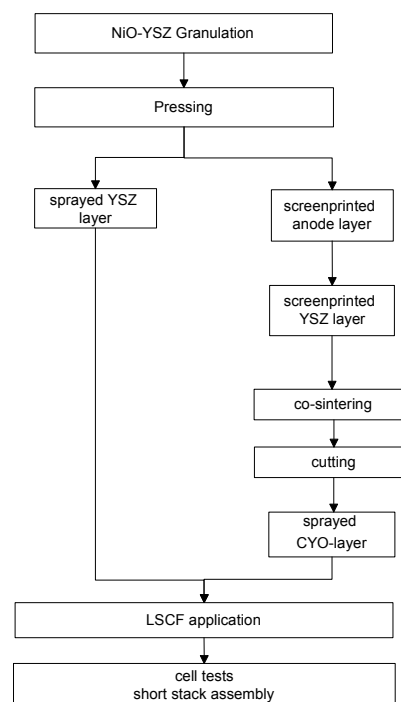 NiO-YSZ Granulation
Pressing
sprayed YSZ
layer
screenprinted
anode layer
screenprinted
YSZ layer
co-sintering
cutting
sprayed
CYO-layer
LSCF application
cell tests
short stack assembly